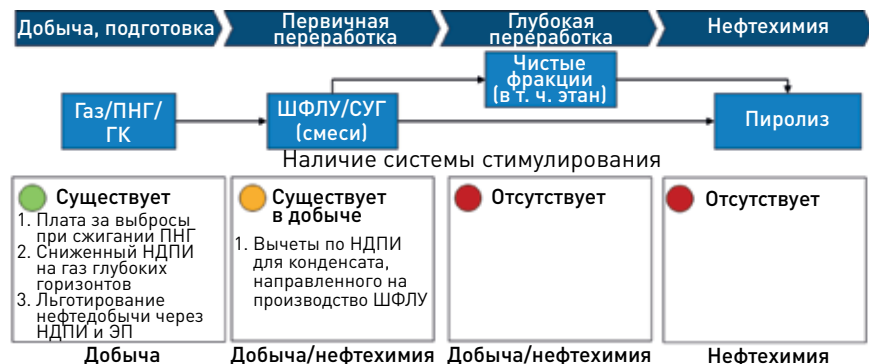 Добыча, подготовка
Первичная
переработка
Глубокая
переработка
Нефтехимия
Чистые
фракции
(в т. ч. этан)
Газ/ПНГ/
ГК
ШФЛУ/СУГ
(смеси)
Пиролиз
Наличие системы стимулирования
Существует
1. Плата за выбросы
при сжигании ПНГ
2. Сниженный НДПИ
на газ глубоких
горизонтов
3. Льготирование
нефтедобычи через
НДПИ и ЭП
Существует
в добыче
1. Вычеты по НДПИ
для конденсата,
направленного на
производство ШФЛУ
Отсутствует
Отсутствует
Добыча
Добыча/нефтехимия
Добыча/нефтехимия
Нефтехимия